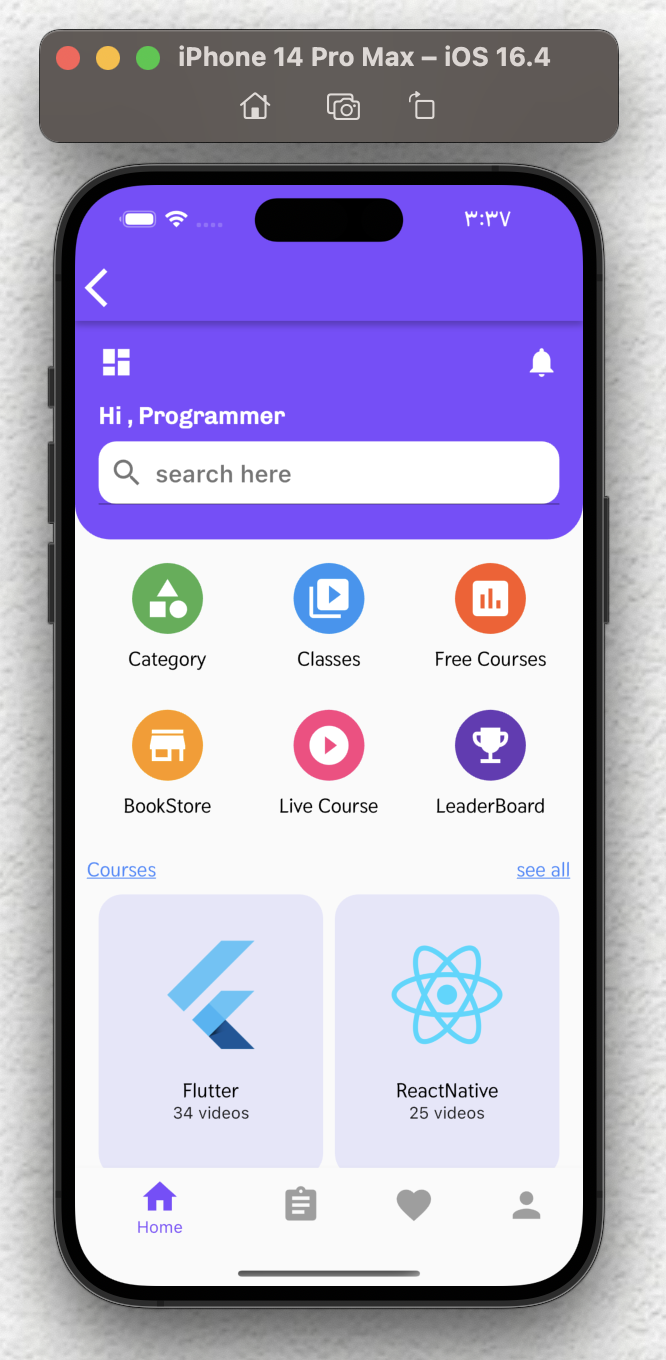 iPhone 14 Pro Max – iOS 16.4
٣:٣٧
Hi , Programmer
search here
Category
Classes
Free Courses
BookStore
Live Course
LeaderBoard
Courses
see all
Flutter
34 videos
ReactNative
25 videos
Home